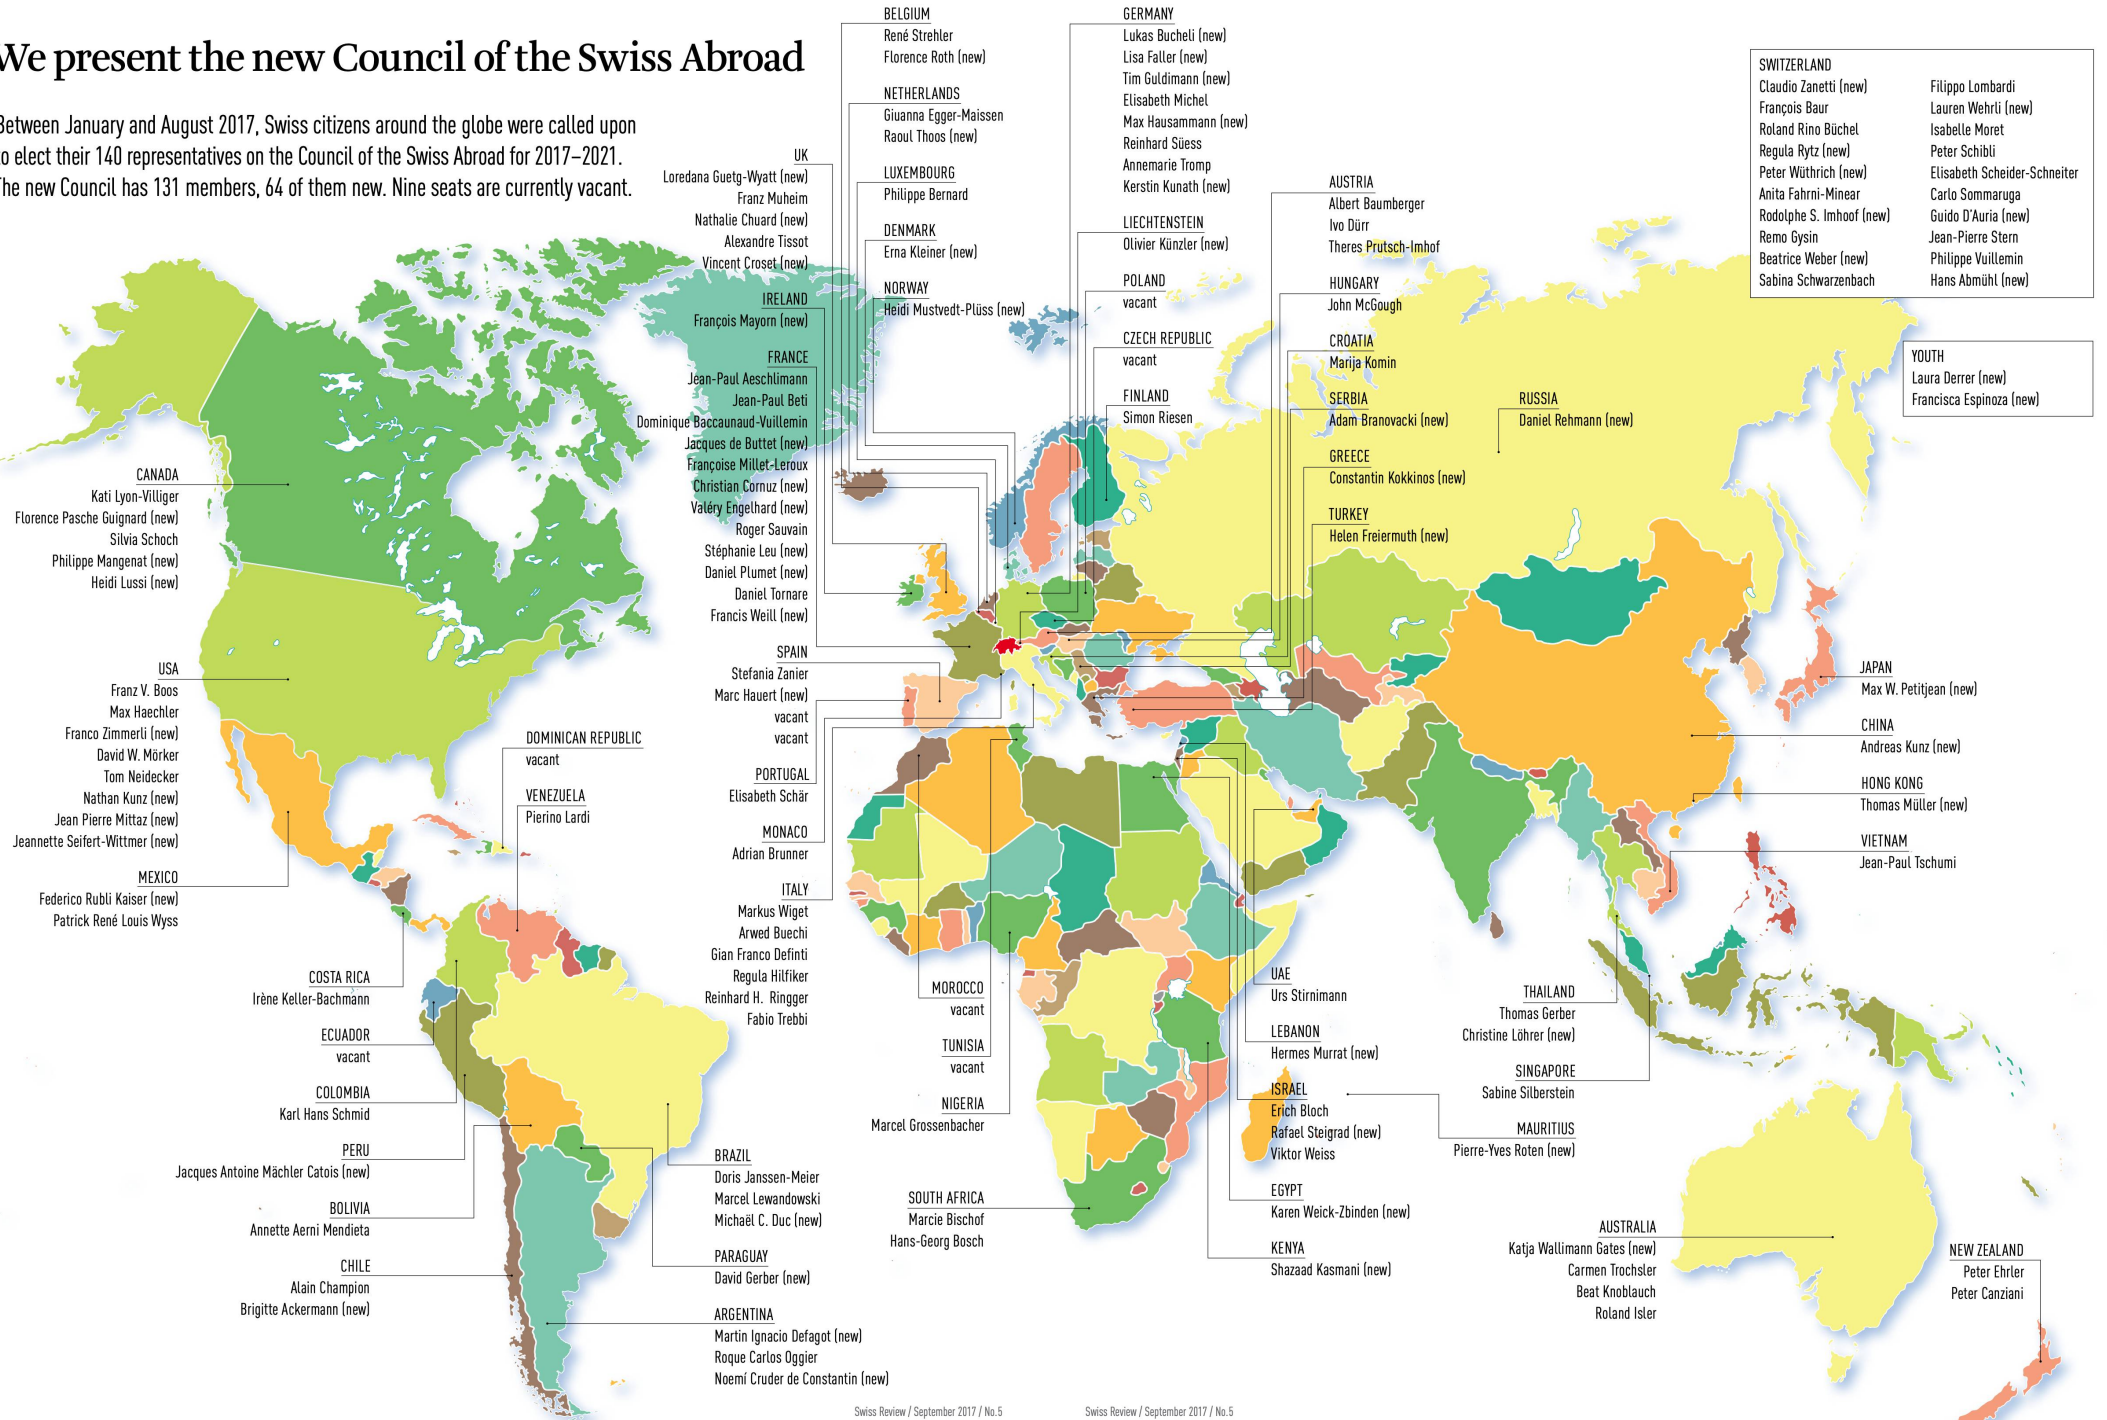 We present the new Council of the Swiss Abroad
Between January and August 2017, Swiss citizens around the globe were called upon
to elect their 140 representatives on the Council of the Swiss Abroad for 2017–2021.
The new Council has 131 members, 64 of them new. Nine seats are currently vacant.
CANADA
Kati Lyon-Villiger
Florence Pasche Guignard (new)
Silvia Schoch
Philippe Mangenat (new)
Heidi Lussi (new)
USA
Franz V. Boos
Max Haechler
Franco Zimmerli (new)
David W. Mörker
Tom Neidecker
Nathan Kunz (new)
Jean Pierre Mittaz (new)
Jeannette Seifert-Wittmer (new)
MEXICO
Federico Rubli Kaiser (new)
Patrick René Louis Wyss
DOMINICAN REPUBLIC
vacant
VENEZUELA
Pierino Lardi
COSTA RICA
Irène Keller-Bachmann
ECUADOR
vacant
COLOMBIA
Karl Hans Schmid
PERU
Jacques Antoine Mächler Catois (new)
BOLIVIA
Annette Aerni Mendieta
CHILE
Alain Champion
Brigitte Ackermann (new)
BRAZIL
Doris Janssen-Meier
Marcel Lewandowski
Michaël C. Duc (new)
PARAGUAY
David Gerber (new)
ARGENTINA
Martin Ignacio Defagot (new)
Roque Carlos Oggier
Noemí Cruder de Constantin (new)
UK
Loredana Guetg-Wyatt (new)
Franz Muheim
Nathalie Chuard (new)
Alexandre Tissot
Vincent Croset (new)
IRELAND
François Mayorn (new)
FRANCE
Jean-Paul Aeschlimann
Jean-Paul Beti
Dominique Baccaunaud-Vuillemin
Jacques de Buttet (new)
Françoise Millet-Leroux
Christian Cornuz (new)
Valéry Engelhard (new)
Roger Sauvain
Stéphanie Leu (new)
Daniel Plumet (new)
Daniel Tornare
Francis Weill (new)
SPAIN
Stefania Zanier
Marc Hauert (new)
vacant
vacant
PORTUGAL
Elisabeth Schär
MONACO
Adrian Brunner
ITALY
Markus Wiget
Arwed Buechi
Gian Franco Definti
Regula Hilfiker
Reinhard H. Ringger
Fabio Trebbi
BELGIUM
René Strehler
Florence Roth (new)
NETHERLANDS
Giuanna Egger-Maissen
Raoul Thoos (new)
LUXEMBOURG
Philippe Bernard
DENMARK
Erna Kleiner (new)
NORWAY
Heidi Mustvedt-Plüss (new)
GERMANY
Lukas Bucheli (new)
Lisa Faller (new)
Tim Guldimann (new)
Elisabeth Michel
Max Hausammann (new)
Reinhard Süess
Annemarie Tromp
Kerstin Kunath (new)
LIECHTENSTEIN
Olivier Künzler (new)
POLAND
vacant
CZECH REPUBLIC
vacant
FINLAND
Simon Riesen
AUSTRIA
Albert Baumberger
Ivo Dürr
Theres Prutsch-Imhof
HUNGARY
John McGough
CROATIA
Marija Komin
SERBIA
Adam Branovacki (new)
GREECE
Constantin Kokkinos (new)
TURKEY
Helen Freiermuth (new)
RUSSIA
Daniel Rehmann (new)
SWITZERLAND
Claudio Zanetti (new)
François Baur
Roland Rino Büchel
Regula Rytz (new)
Peter Wüthrich (new)
Anita Fahrni-Minear
Rodolphe S. Imhoof (new)
Remo Gysin
Beatrice Weber (new)
Sabina Schwarzenbach
Filippo Lombardi
Lauren Wehrli (new)
Isabelle Moret
Peter Schibli
Elisabeth Scheider-Schneiter
Carlo Sommaruga
Guido D'Auria (new)
Jean-Pierre Stern
Philippe Vuillemin
Hans Abmühl (new)
YOUTH
Laura Derrer (new)
Francisca Espinoza (new)
JAPAN
Max W. Petitjean (new)
CHINA
Andreas Kunz (new)
HONG KONG
Thomas Müller (new)
VIETNAM
Jean-Paul Tschumi
MOROCCO
vacant
TUNISIA
vacant
NIGERIA
Marcel Grossenbacher
SOUTH AFRICA
Marcie Bischof
Hans-Georg Bosch
UAE
Urs Stirnimann
LEBANON
Hermes Murrat (new)
ISRAEL
Erich Bloch
Rafael Steigrad (new)
Viktor Weiss
EGYPT
Karen Weick-Zbinden (new)
KENYA
Shazaad Kasmani (new)
THAILAND
Thomas Gerber
Christine Löhrer (new)
SINGAPORE
Sabine Silberstein
MAURITIUS
Pierre-Yves Roten (new)
AUSTRALIA
Katja Wallimann Gates (new)
Carmen Trochsler
Beat Knoblauch
Roland Isler
NEW ZEALAND
Peter Ehrler
Peter Canziani
Swiss Review / September 2017 / No.5
Swiss Review / September 2017 / No.5